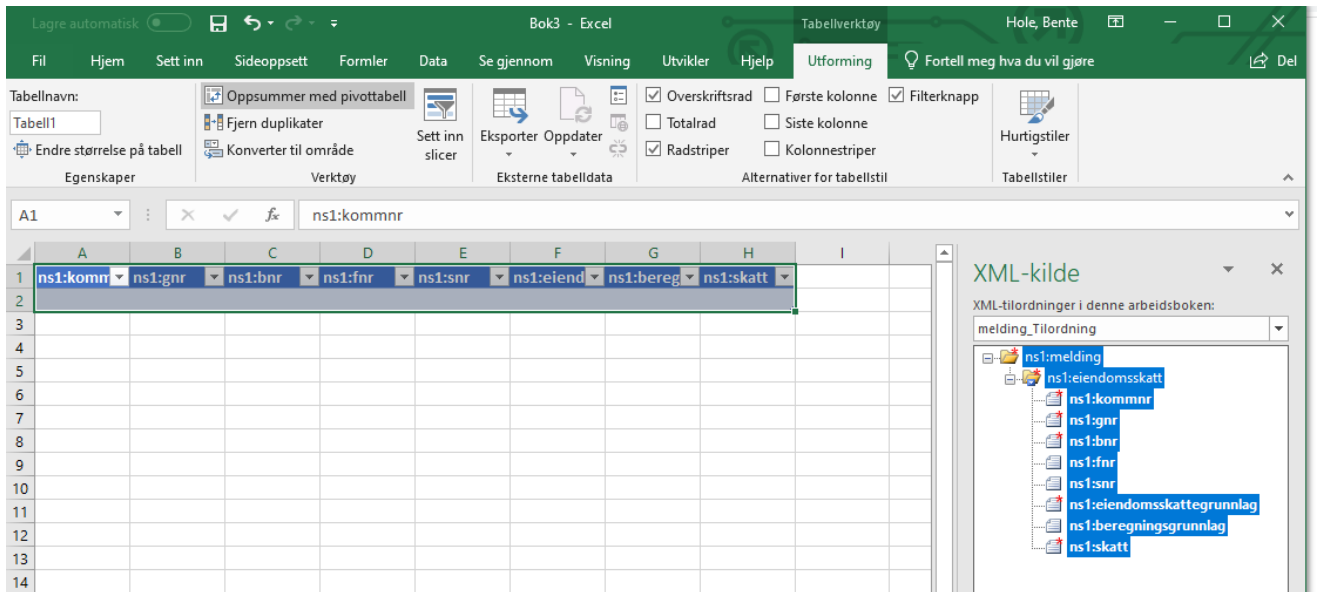 Lagre automatisk
Bok3 - Excel
Tabellverktøy
Hole, Bente
Fil Hjem Sett inn Sideoppsett Formler Data Se gjennom Visning Utvikler Hjelp Utforming Fortell meg hva du vil gjøre Del
Tabellnavn:
Tabell1
Endre størrelse på tabell
Egenskaper
Oppsummer med pivottabell
Fjern duplikater
Konverter til område
Verktøy
Sett inn
slicer
Eksporter Oppdater
Eksterne tabelldata
Overskriftsrad Første kolonne Filterknapp
Totalrad Siste kolonne
Radstriper Kolonnestriper
Alternativer for tabellstil
Hurtigstiler
Tabellstiler
A1 fx ns1:kommnr
A B C D E F G H I
1 ns1:komm ns1:gnr ns1:bnr ns1:fnr ns1:snr ns1:eiend ns1:bereg ns1:skatt
2
3
4
5
6
7
8
9
10
11
12
13
14
XML-kilde
XML-tilordninger i denne arbeidsboken:
melding_Tilordning
ns1:melding
ns1:eiendomsskatt
ns1:kommnr
ns1:gnr
ns1:bnr
ns1:fnr
ns1:snr
ns1:eiendomsskattegrunnlag
ns1:beregningsgrunnlag
ns1:skatt